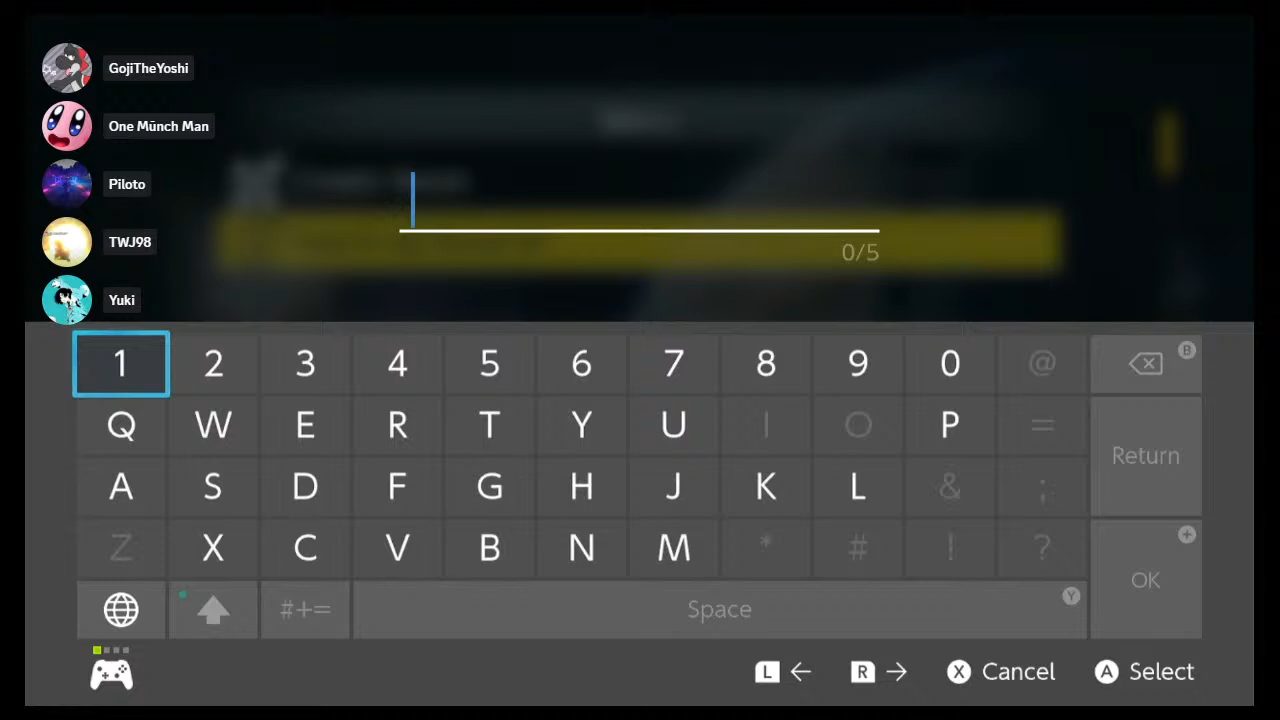 GojiTheYoshi
One Münch Man
Piloto
TWJ98
Yuki
0/5
1 2 3 4 5 6 7 8 9 0 @ B
Q W E R T Y U I O P = Return
A S D F G H J K L & ;
Z X C V B N M * # ! ? + OK
#+= Space Y
L ← R → X Cancel A Select